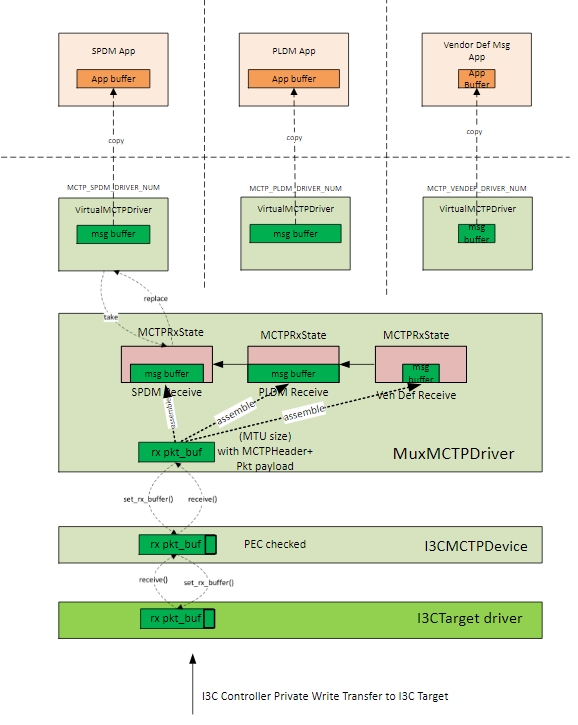 SPDM App
App buffer
PLDM App
App buffer
Vendor Def Msg
App
App
Buffer
copy
copy
copy
MCTP_SPDM_DRIVER_NUM
MCTP_PLDM_DRIVER_NUM
MCTP_VENDEF_DRIVER_NUM
VirtualMCTPDriver
msg buffer
VirtualMCTPDriver
msg buffer
VirtualMCTPDriver
msg
buffer
replace
take
MCTPRxState
MCTPRxState
MCTPRxState
msg buffer
msg buffer
msg
buffer
SPDM Receive
PLDM Receive
Ven Def Receive
assemble
assemble
assemble
rx pkt_buf
(MTU size)
with MCTPHeader+
Pkt payload
MuxMCTPDriver
set_rx_buffer()
receive()
rx pkt_buf
PEC checked
I3CMCTPDevice
receive()
set_rx_buffer()
rx pkt_buf
I3CTarget driver
I3C Controller Private Write Transfer to I3C Target